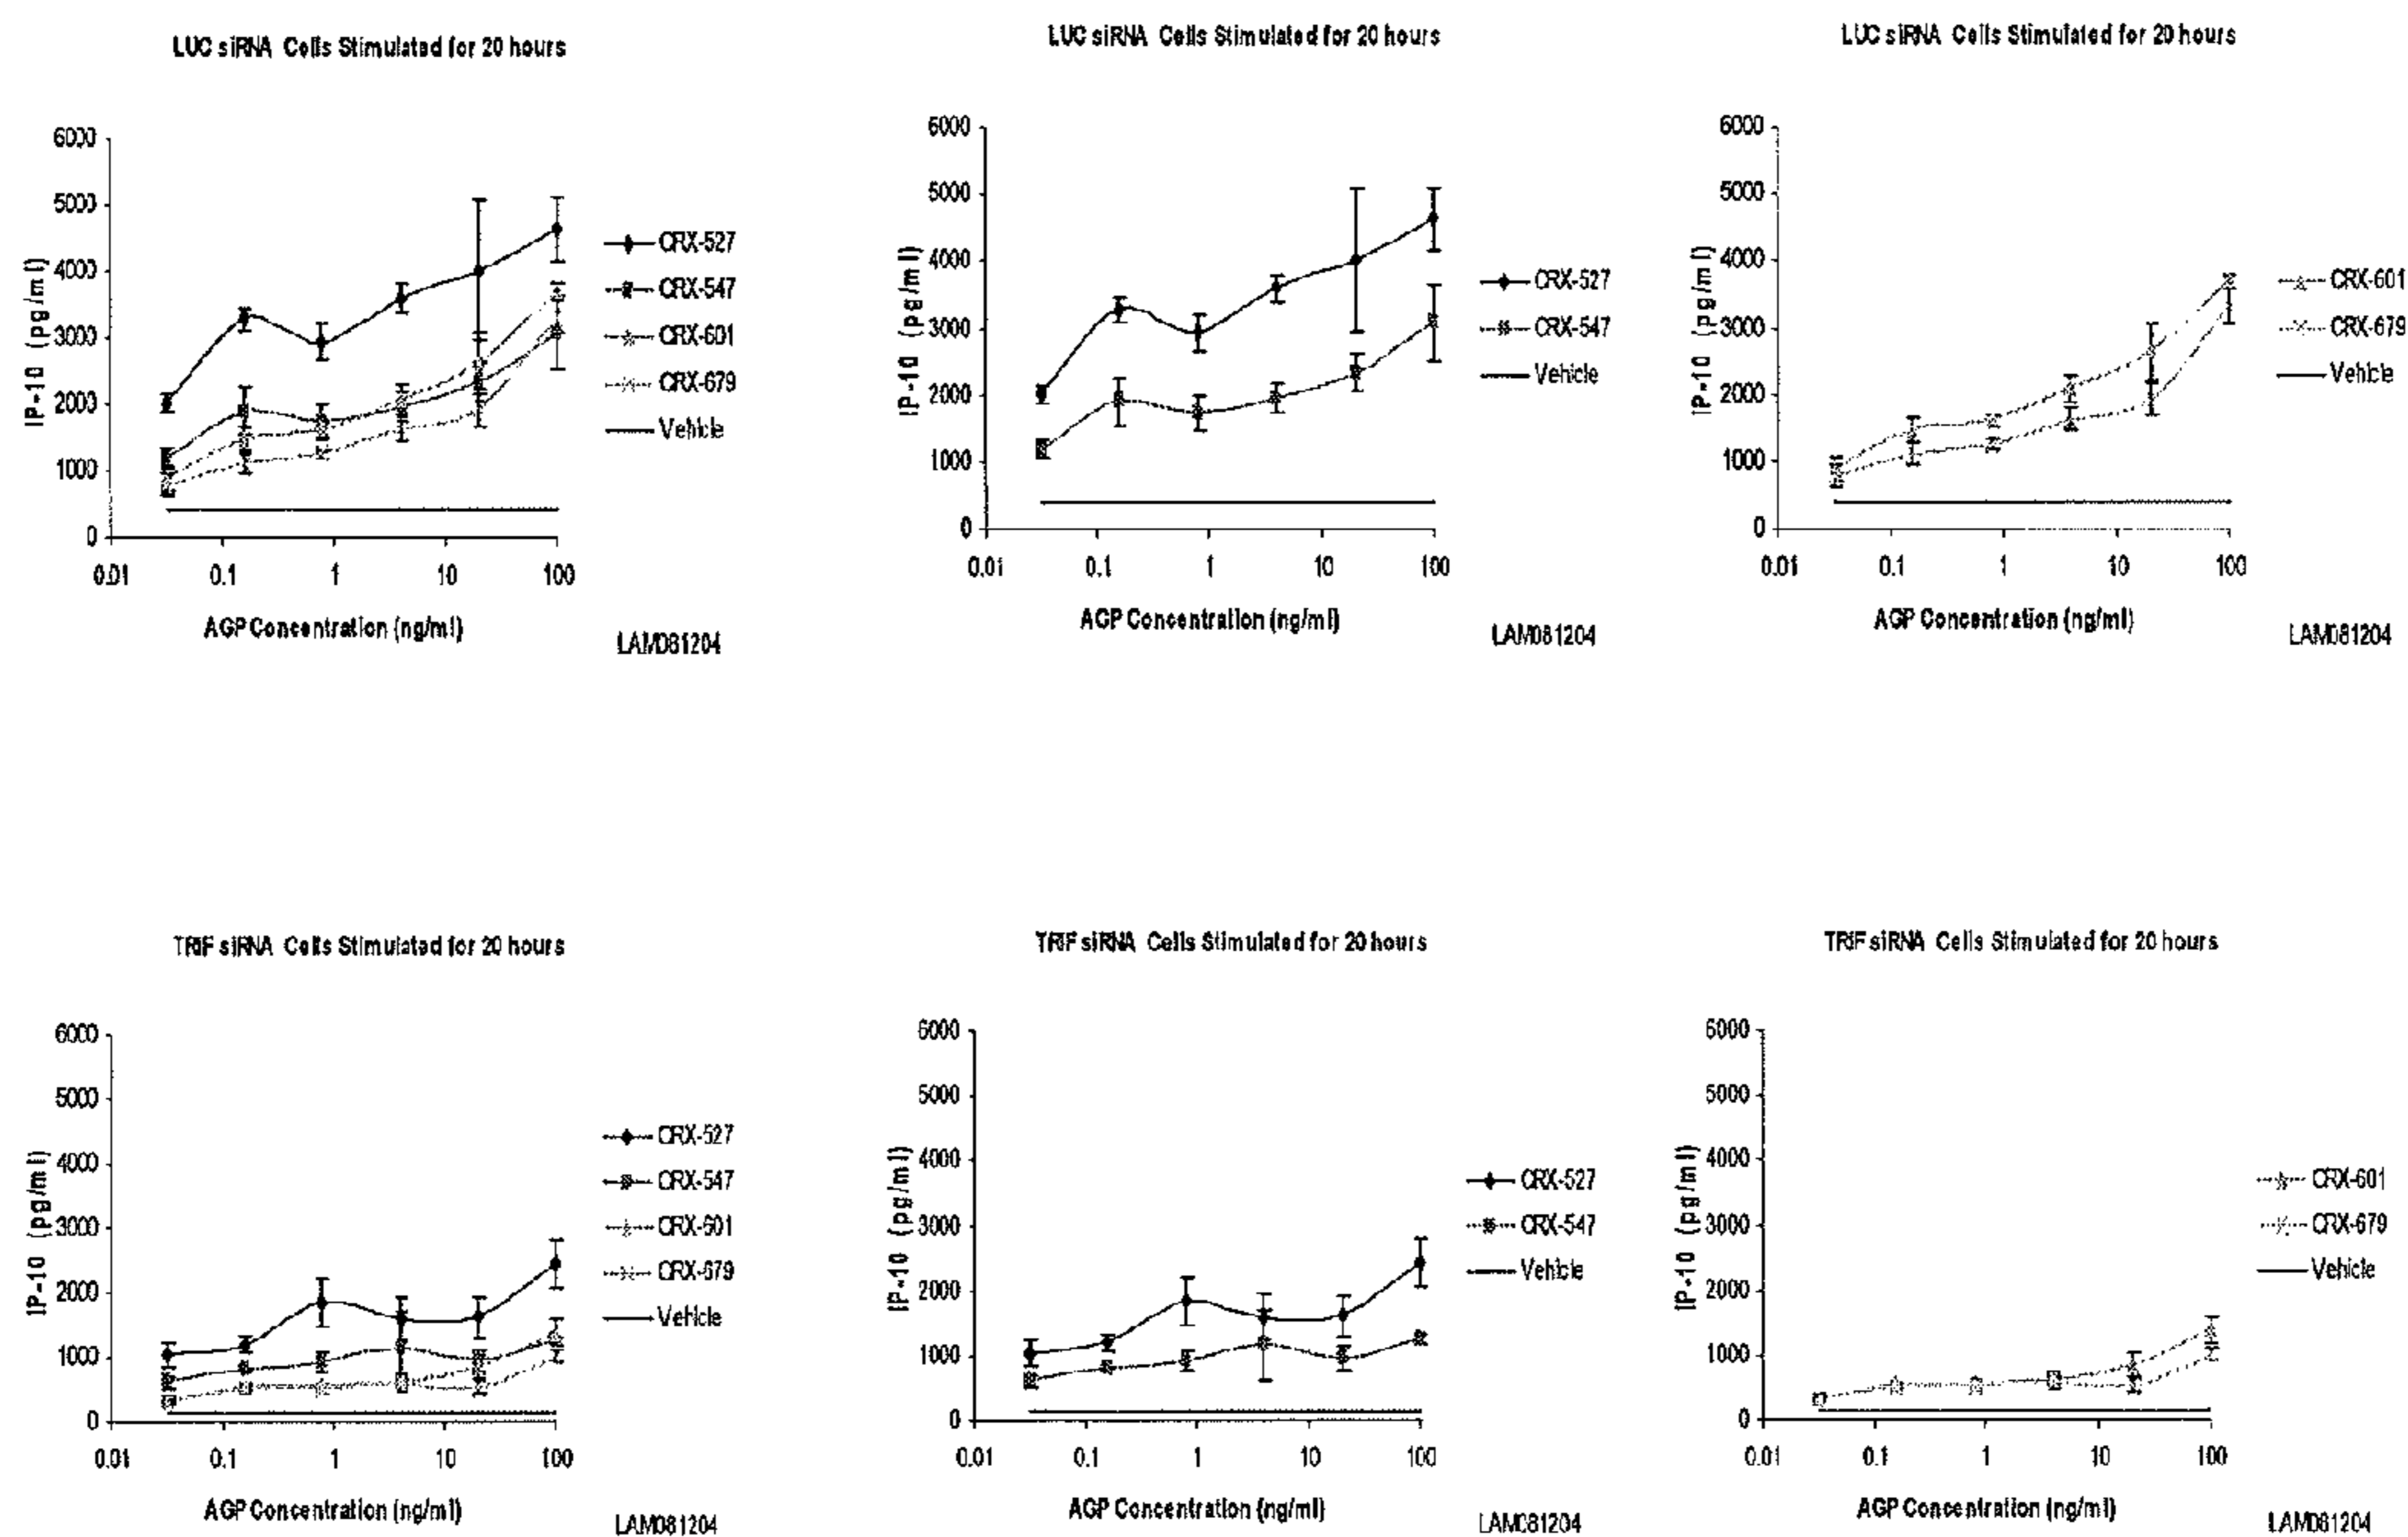 LUC siRNA Cells Stimulated for 20 hours
6000
5000
4000
3000
2000
1000
0
IP-10 (pg/ml)
0.01 0.1 1 10 100
AGP Concentration (ng/ml)
CRX-527
CRX-547
CRX-601
CRX-679
Vehicle
LAM081204
LUC siRNA Cells Stimulated for 20 hours
6000
5000
4000
3000
2000
1000
0
IP-10 (pg/ml)
0.01 0.1 1 10 100
AGP Concentration (ng/ml)
CRX-527
CRX-547
Vehicle
LAM081204
LUC siRNA Cells Stimulated for 20 hours
6000
5000
4000
3000
2000
1000
0
IP-10 (pg/ml)
0.01 0.1 1 10 100
AGP Concentration (ng/ml)
CRX-601
CRX-679
Vehicle
LAM081204
TRIF siRNA Cells Stimulated for 20 hours
6000
5000
4000
3000
2000
1000
0
IP-10 (pg/ml)
0.01 0.1 1 10 100
AGP Concentration (ng/ml)
CRX-527
CRX-547
CRX-601
CRX-679
Vehicle
LAM081204
TRIF siRNA Cells Stimulated for 20 hours
6000
5000
4000
3000
2000
1000
0
IP-10 (pg/ml)
0.01 0.1 1 10 100
AGP Concentration (ng/ml)
CRX-527
CRX-547
Vehicle
LAM081204
TRIF siRNA Cells Stimulated for 20 hours
6000
5000
4000
3000
2000
1000
0
IP-10 (pg/ml)
0.01 0.1 1 10 100
AGP Concentration (ng/ml)
CRX-601
CRX-679
Vehicle
LAM081204